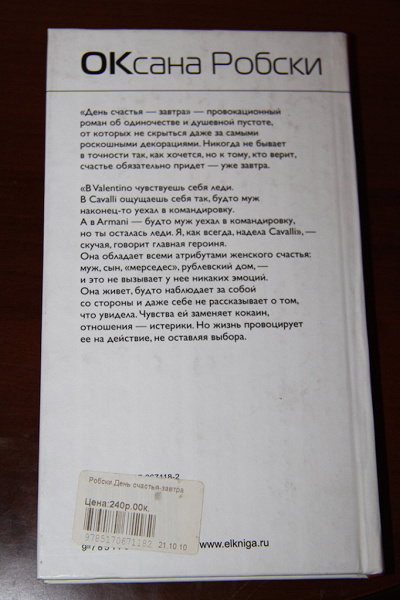 ОКсана Робски
«День счастья — завтра» — провокационный
роман об одиночестве и душевной пустоте,
от которых не скрыться даже за самыми
роскошными декорациями. Никогда не бывает
в точности так, как хочется, но к тому, кто верит,
счастье обязательно придет — уже завтра.
«В Valentino чувствуешь себя леди.
В Cavalli ощущаешь себя так, будто муж
наконец-то уехал в командировку.
А в Armani — будто муж уехал в командировку,
но ты осталась леди. Я, как всегда, надела Cavalli», —
скучая, говорит главная героиня.
Она обладает всеми атрибутами женского счастья:
муж, сын, «мерседес», рублевский дом, —
и это не вызывает у нее никаких эмоций.
Она живет, будто наблюдает за собой
со стороны и даже себе не рассказывает о том,
что увидела. Чувства ей заменяет кокаин,
отношения — истерики. Но жизнь провоцирует
ее на действие, не оставляя выбора.
Робски.День счастья-завтра
Цена:240р.00к.
9785170671182 21.10.10
www.elkniga.ru